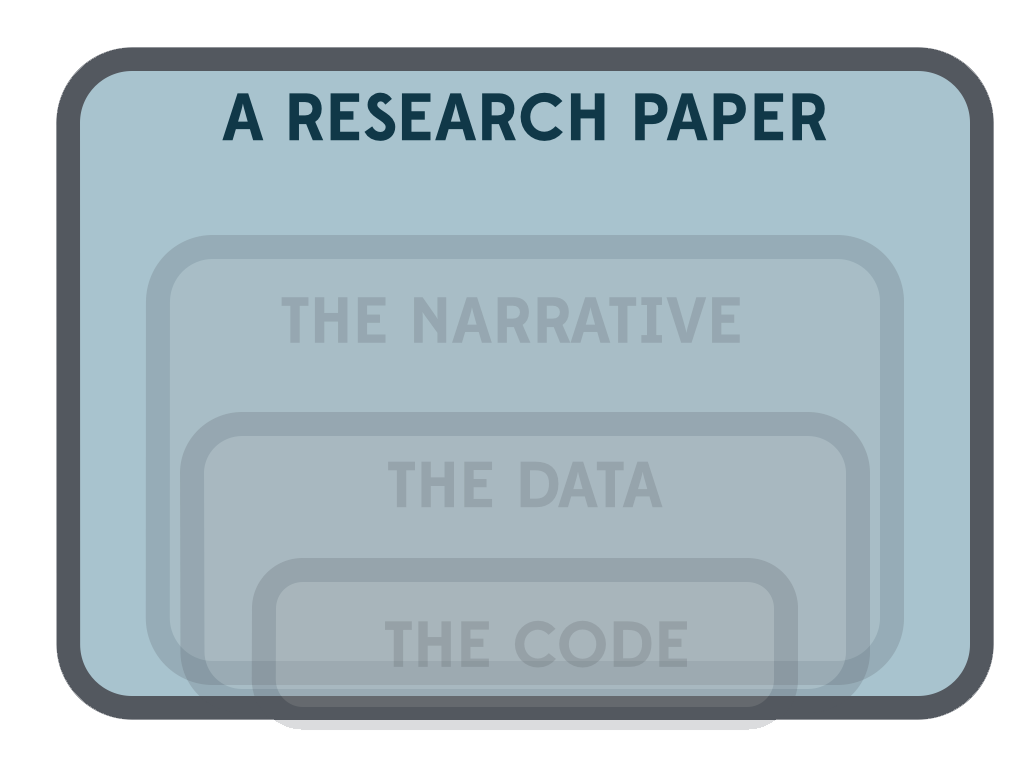 A RESEARCH PAPER
THE NARRATIVE
THE DATA
THE CODE